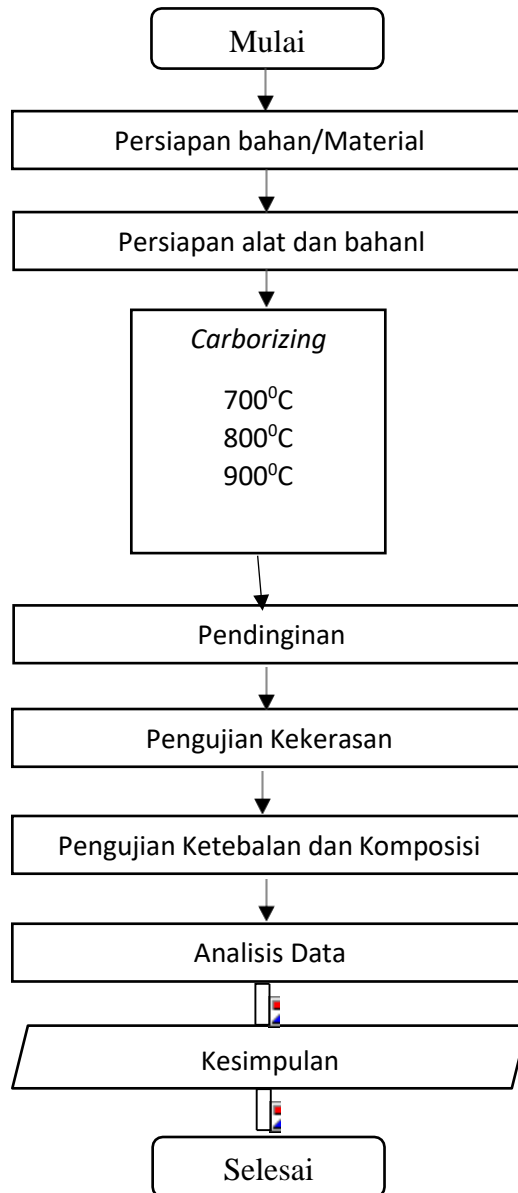 Mulai
Persiapan bahan/Material
Persiapan alat dan bahanl
Carborizing
700⁰C
800⁰C
900⁰C
Pendinginan
Pengujian Kekerasan
Pengujian Ketebalan dan Komposisi
Analisis Data
Kesimpulan
Selesai